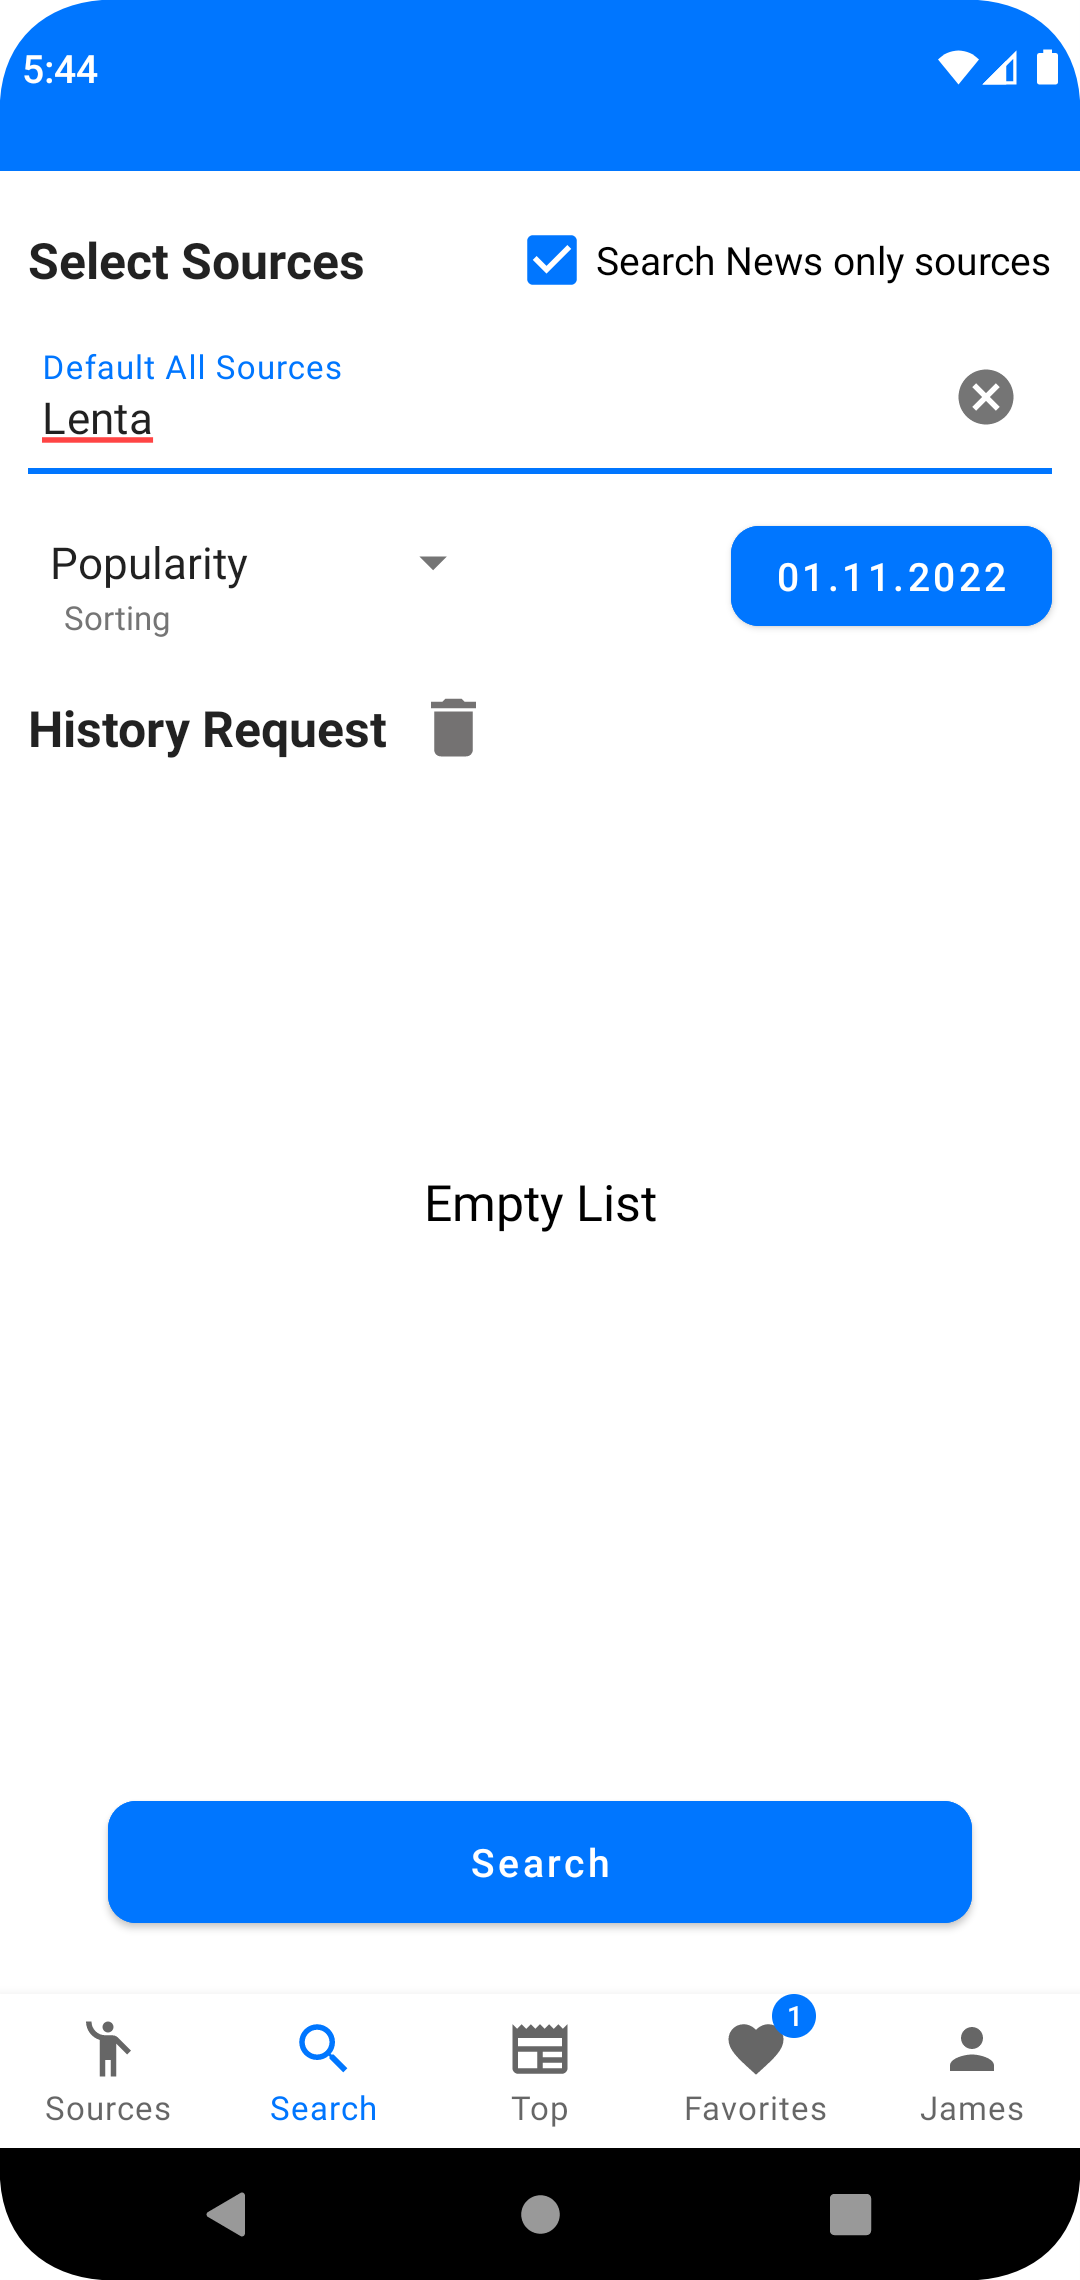 5:44
Select Sources
Search News only sources
Default All Sources
Lenta
Popularity
01.11.2022
Sorting
History Request
Empty List
Search
1
Sources
Search
Top
Favorites
James